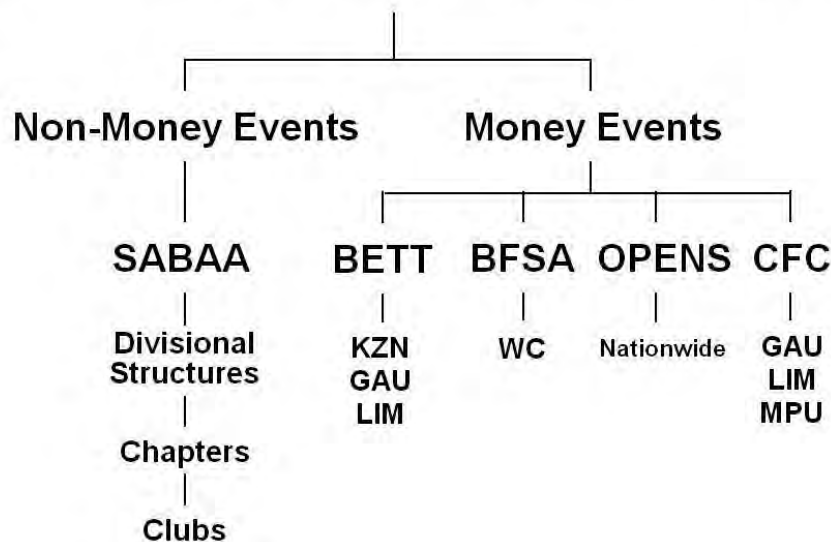 Non-Money Events Money Events
SABAA BETT BFSA OPENS CFC
Divisional
Structures
Chapters
Clubs
KZN
GAU
LIM
WC
Nationwide
GAU
LIM
MPU